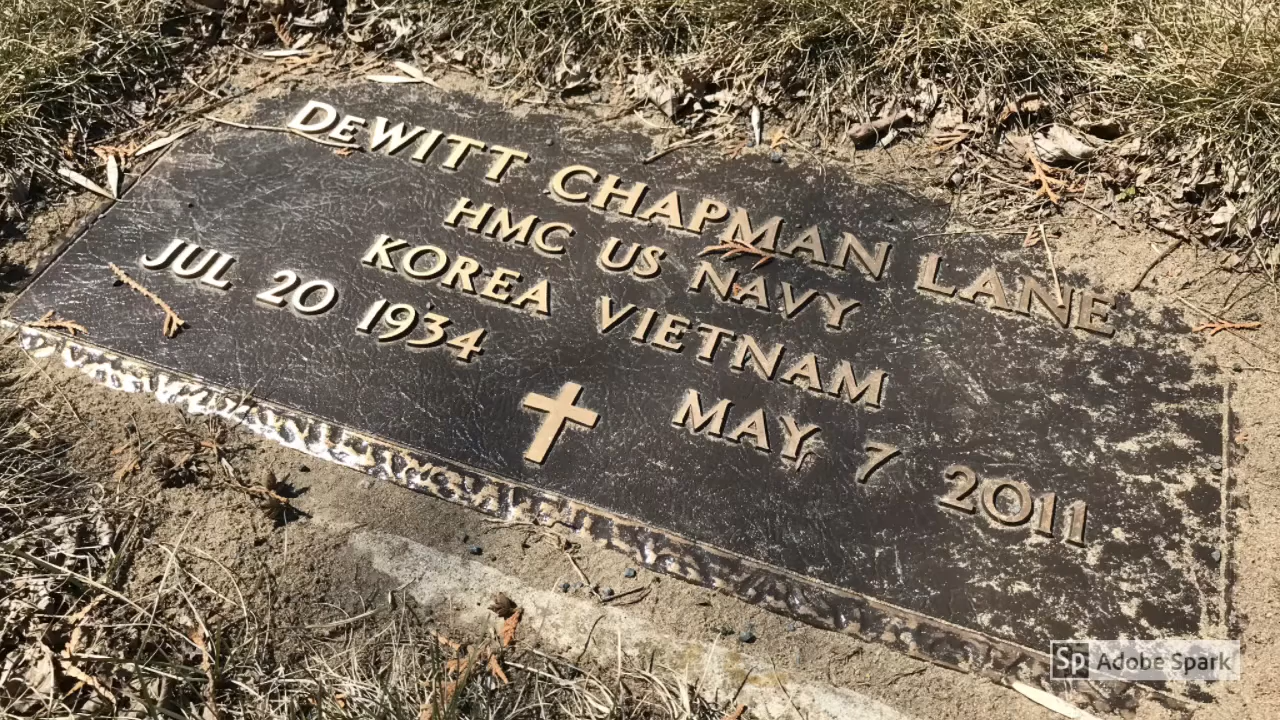 DeWITT CHAPMAN LANE
HMC US NAVY
KOREA VIETNAM
JUL 20 1934 MAY 7 2011
Sp Adobe Spark